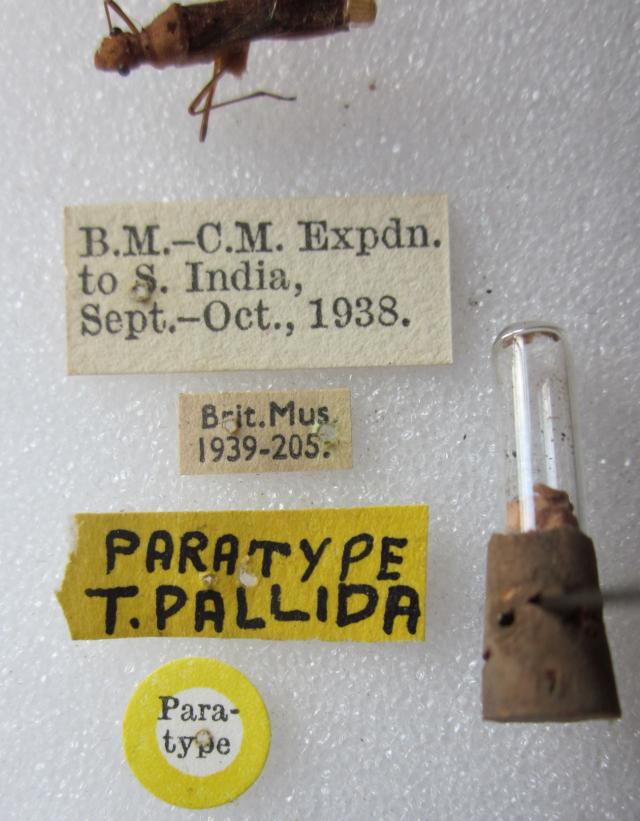 B.M.-C.M. Expdn.
to S. India,
Sept.-Oct., 1938.
Brit.Mus.
1939-205.
PARATYPE
T.PALLIDA
Para-
type